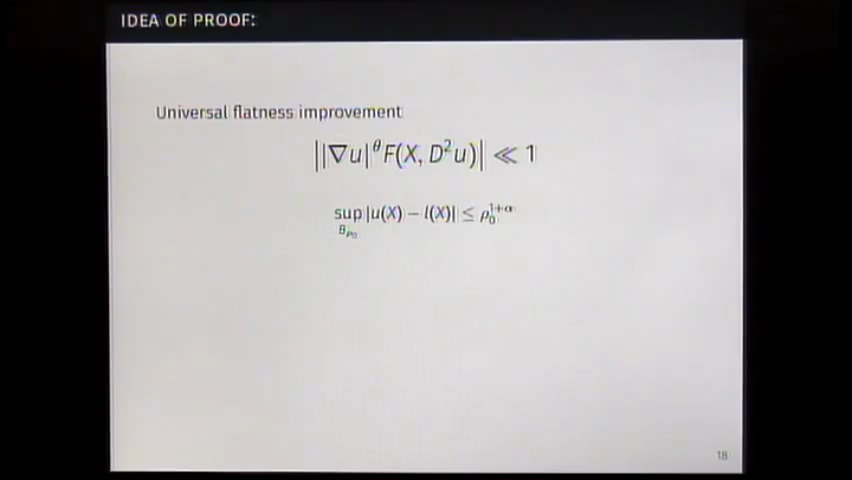 IDEA OF PROOF:
Universal flatness improvement
||∇u|^θ F(X, D²u)| ≪ 1
sup_{B_{ρ₀}} |u(X) − l(X)| ≤ ρ₀^{1+α}
18